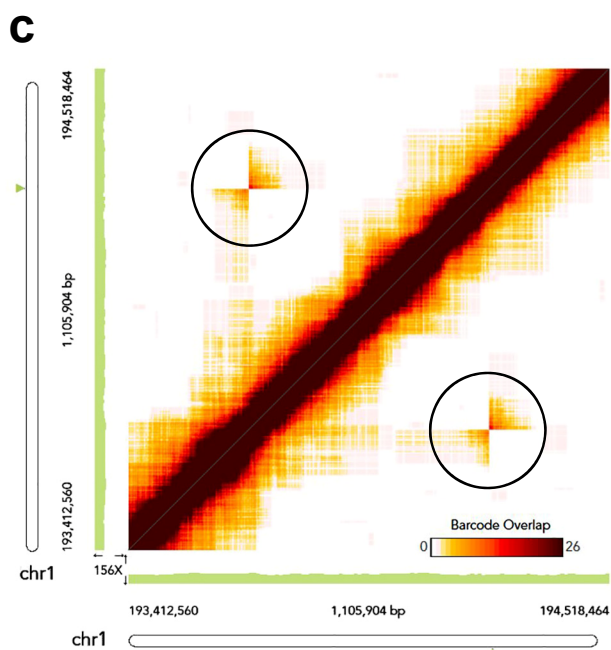 C
194,518,464
1,105,904 bp
193,412,560
chr1
156X
Barcode Overlap
0 26
193,412,560 1,105,904 bp 194,518,464
chr1